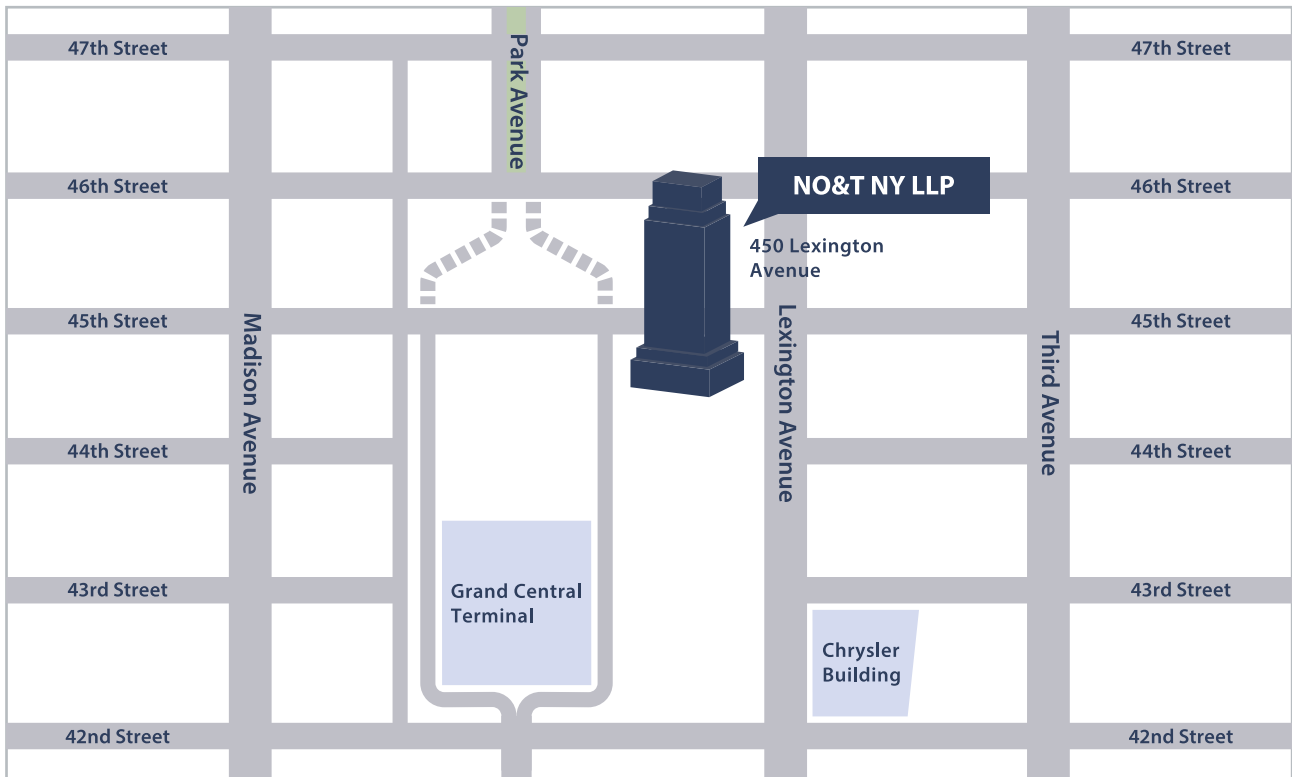 47th Street
47th Street
Park Avenue
46th Street
NO&T NY LLP
46th Street
450 Lexington
Avenue
45th Street
45th Street
Madison Avenue
Lexington Avenue
Third Avenue
44th Street
44th Street
43rd Street
Grand Central
Terminal
43rd Street
Chrysler
Building
42nd Street
42nd Street